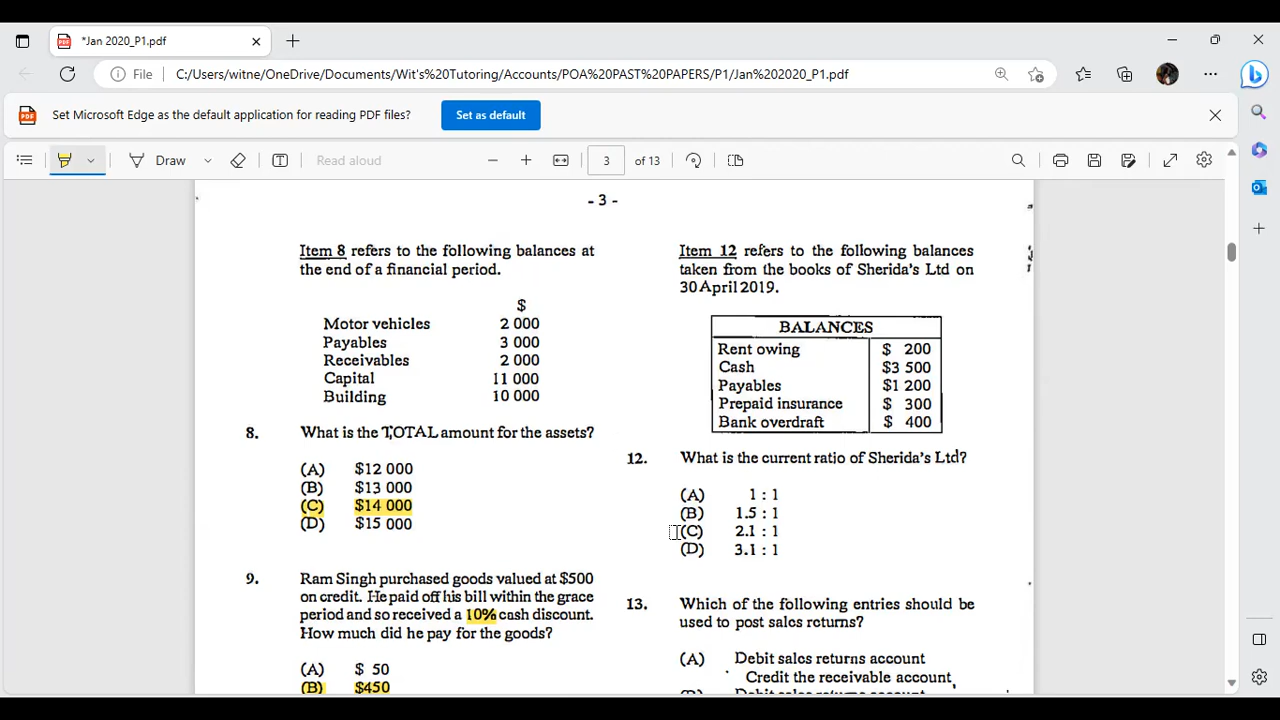 *Jan 2020_P1.pdf
File
C:/Users/witne/OneDrive/Documents/Wit's%20Tutoring/Accounts/POA%20PAST%20PAPERS/P1/Jan%202020_P1.pdf
Set Microsoft Edge as the default application for reading PDF files?
Set as default
Draw
Read aloud
3
of 13
- 3 -
Item 8 refers to the following balances at
the end of a financial period.
$
Motor vehicles 2 000
Payables 3 000
Receivables 2 000
Capital 11 000
Building 10 000
8. What is the TOTAL amount for the assets?
(A) $12 000
(B) $13 000
(C) $14 000
(D) $15 000
9. Ram Singh purchased goods valued at $500
on credit. He paid off his bill within the grace
period and so received a 10% cash discount.
How much did he pay for the goods?
(A) $ 50
(B) $450
Item 12 refers to the following balances
taken from the books of Sherida's Ltd on
30 April 2019.
BALANCES
Rent owing $ 200
Cash $3 500
Payables $1 200
Prepaid insurance $ 300
Bank overdraft $ 400
12. What is the current ratio of Sherida's Ltd?
(A) 1 : 1
(B) 1.5 : 1
(C) 2.1 : 1
(D) 3.1 : 1
13. Which of the following entries should be
used to post sales returns?
(A) Debit sales returns account
Credit the receivable account
(B) Debit sales returns account